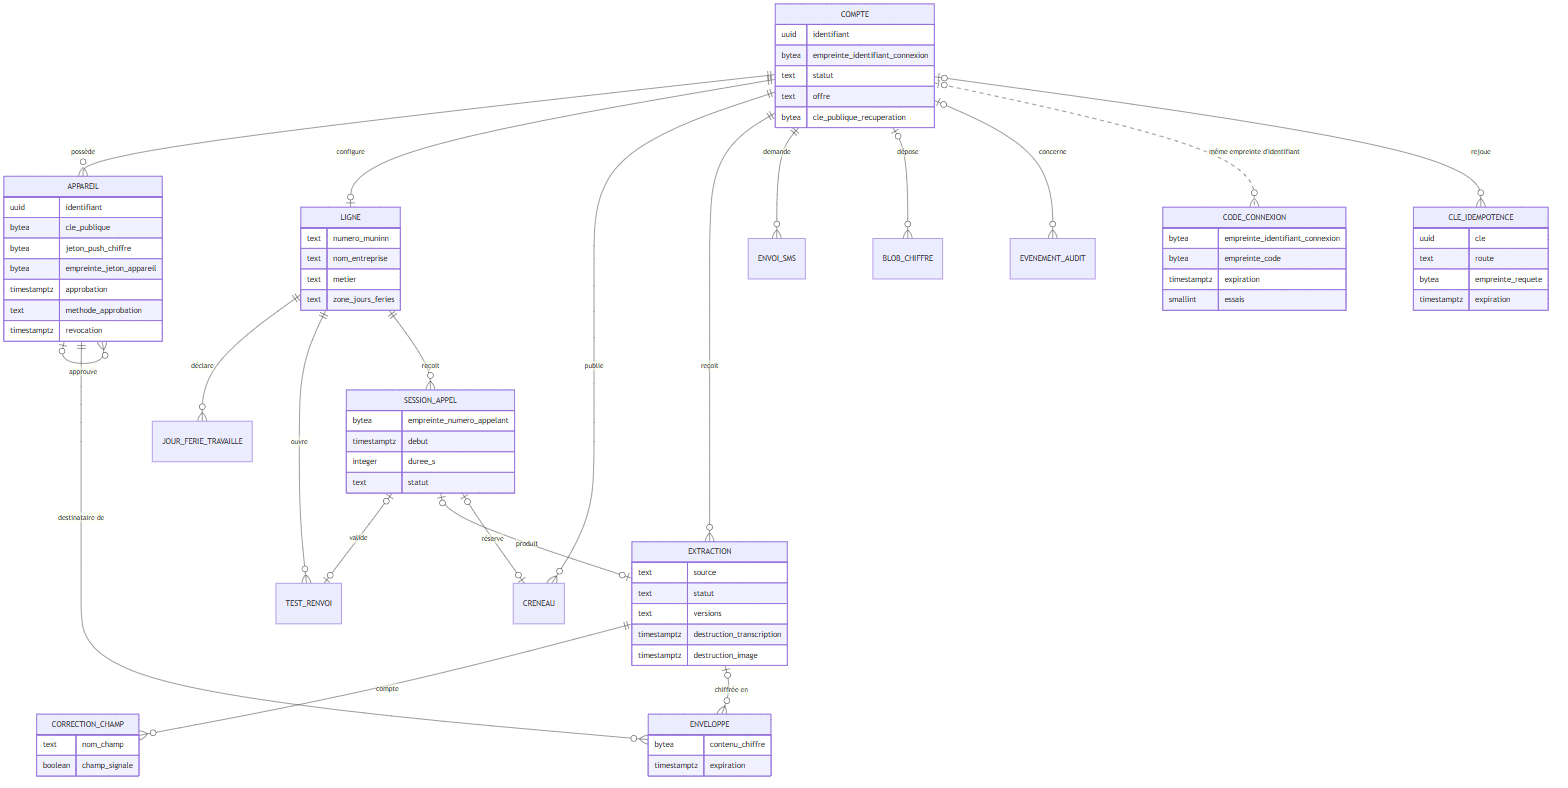 COMPTE
uuid identifiant
bytea empreinte_identifiant_connexion
text statut
text offre
bytea cle_publique_recuperation
possède
configure
demande
dépose
concerne
même empreinte d'identifiant
rejoue
APPAREIL
uuid identifiant
bytea cle_publique
bytea jeton_push_chiffre
bytea empreinte_jeton_appareil
timestamptz approbation
text methode_approbation
timestamptz revocation
LIGNE
text numero_muninn
text nom_entreprise
text metier
text zone_jours_feries
ENVOI_SMS
BLOB_CHIFFRE
EVENEMENT_AUDIT
CODE_CONNEXION
bytea empreinte_identifiant_connexion
bytea empreinte_code
timestamptz expiration
smallint essais
CLE_IDEMPOTENCE
uuid cle
text route
bytea empreinte_requete
timestamptz expiration
approuve
déclare
reçoit
publie
reçoit
JOUR_FERIE_TRAVAILLE
ouvre
SESSION_APPEL
bytea empreinte_numero_appelant
timestamptz debut
integer duree_s
text statut
destinataire de
valide
réserve
produit
TEST_RENVOI
CRENEAU
EXTRACTION
text source
text statut
text versions
timestamptz destruction_transcription
timestamptz destruction_image
compte
chiffrée en
CORRECTION_CHAMP
text nom_champ
boolean champ_signale
ENVELOPPE
bytea contenu_chiffre
timestamptz expiration